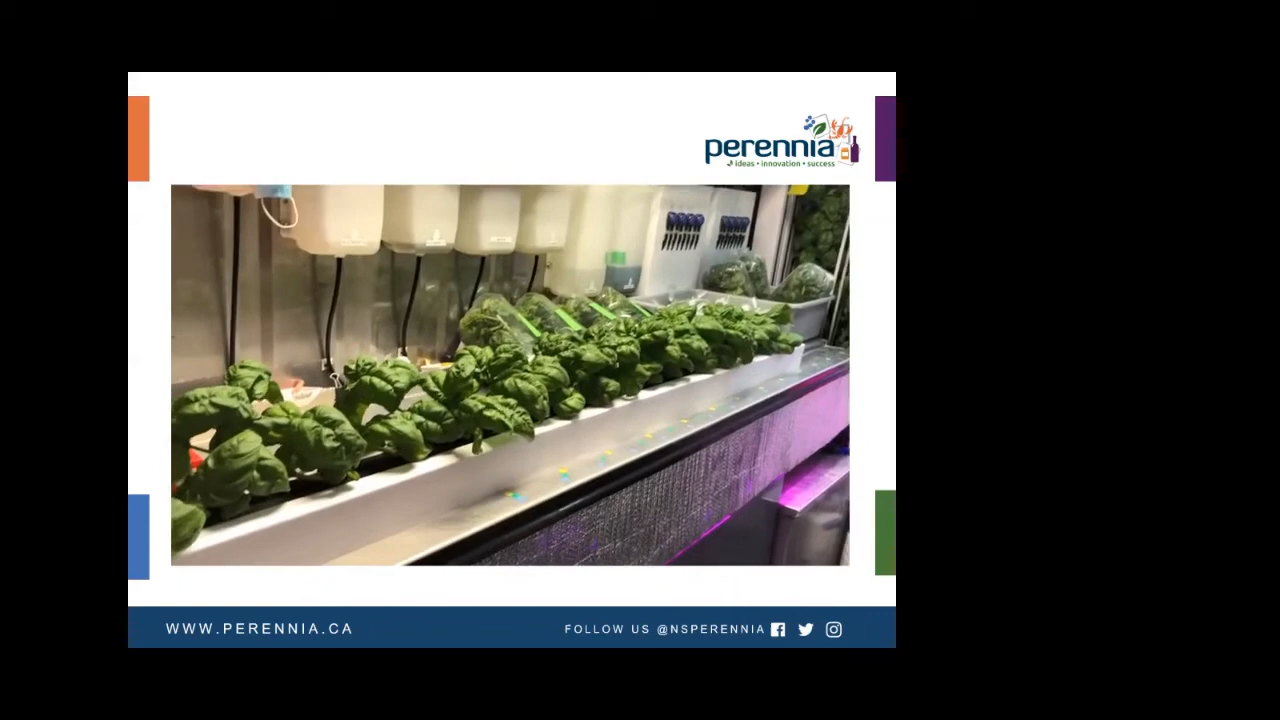 perennia
ideas • innovation • success
WWW.PERENNIA.CA
FOLLOW US @NSPERENNIA